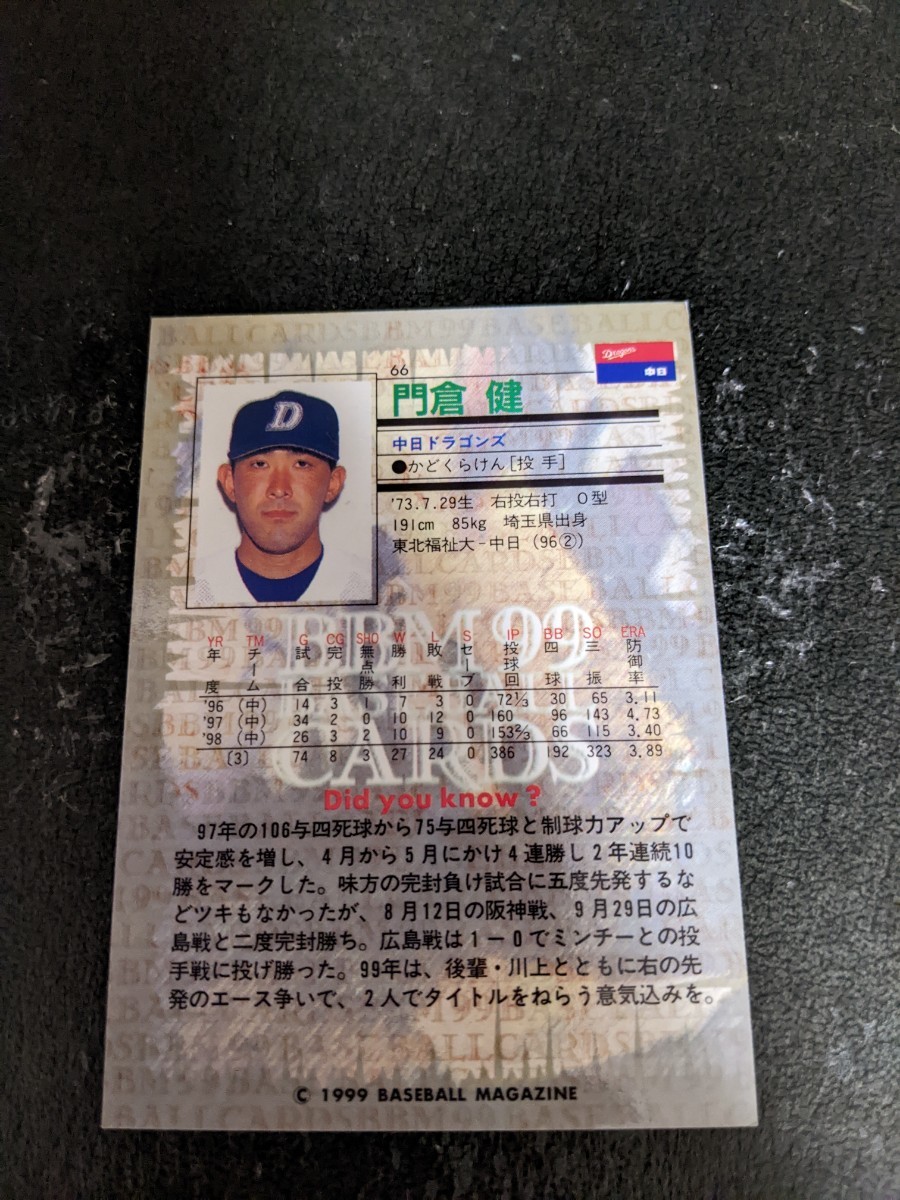 66
Dragons
中日
門倉 健
中日ドラゴンズ
●かどくらけん[投 手]
'73.7.29生 右投右打 O型
191cm 85kg 埼玉県出身
東北福祉大-中日 (96②)
D
YR TM G CG SHO W L S IP BB SO ERA
年度 チーム 試合 完投 無点勝 勝利 敗戦 セーブ 投球回 四球 三振 防御率
'96 (中) 14 3 1 7 3 0 72⅓ 30 65 3.11
'97 (中) 34 2 0 10 12 0 160 96 143 4.73
'98 (中) 26 3 2 10 9 0 153⅔ 66 115 3.40
[3] 74 8 3 27 24 0 386 192 323 3.89
BBM 99
BASEBALL
CARDS
Did you know?
97年の106与四死球から75与四死球と制球力アップで
安定感を増し、4月から5月にかけ4連勝し2年連続10
勝をマークした。味方の完封負け試合に五度先発するな
どツキもなかったが、8月12日の阪神戦、9月29日の広
島戦と二度完封勝ち。広島戦は1-0でミンチーとの投
手戦に投げ勝った。99年は、後輩・川上とともに右の先
発のエース争いで、2人でタイトルをねらう意気込みを。
© 1999 BASEBALL MAGAZINE